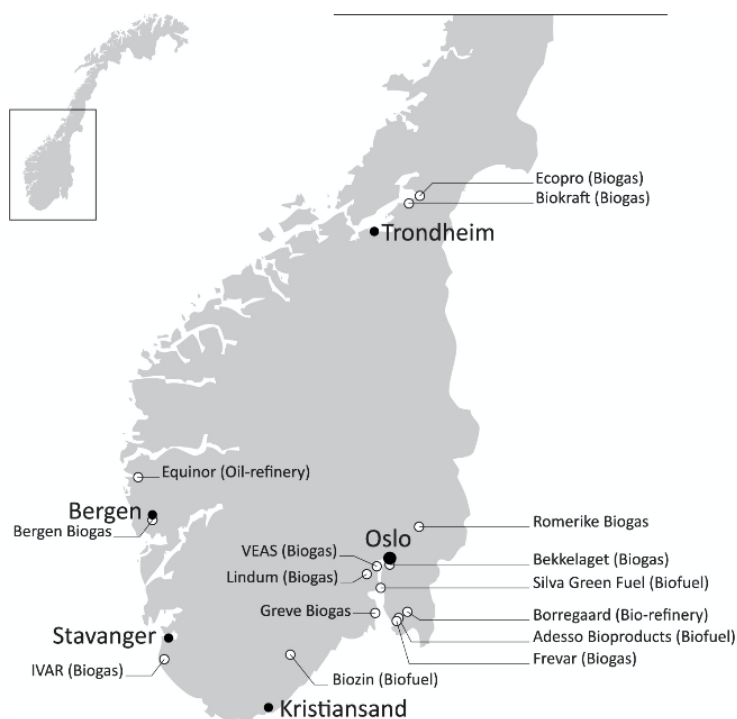 Ecopro (Biogas)
Biokraft (Biogas)
Trondheim
Equinor (Oil-refinery)
Bergen
Bergen Biogas
Romerike Biogas
Oslo
VEAS (Biogas)
Bekkelaget (Biogas)
Lindum (Biogas)
Silva Green Fuel (Biofuel)
Greve Biogas
Borregaard (Bio-refinery)
Adesso Bioproducts (Biofuel)
Stavanger
Frevar (Biogas)
IVAR (Biogas)
Biozin (Biofuel)
Kristiansand